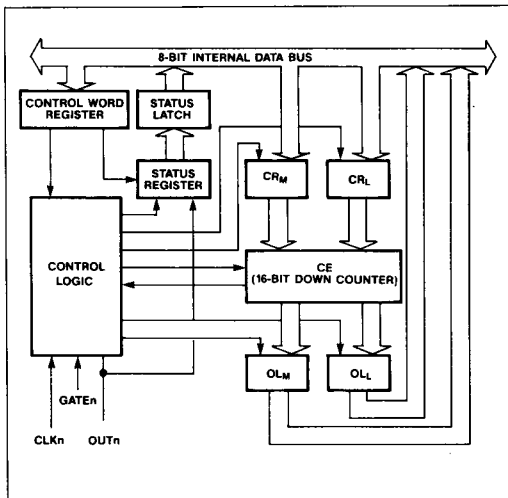 8-BIT INTERNAL DATA BUS
CONTROL WORD
REGISTER
STATUS
LATCH
STATUS
REGISTER
CRM
CRL
CONTROL
LOGIC
CE
(16-BIT DOWN COUNTER)
OLM
OLL
GATEn
CLKn
OUTn